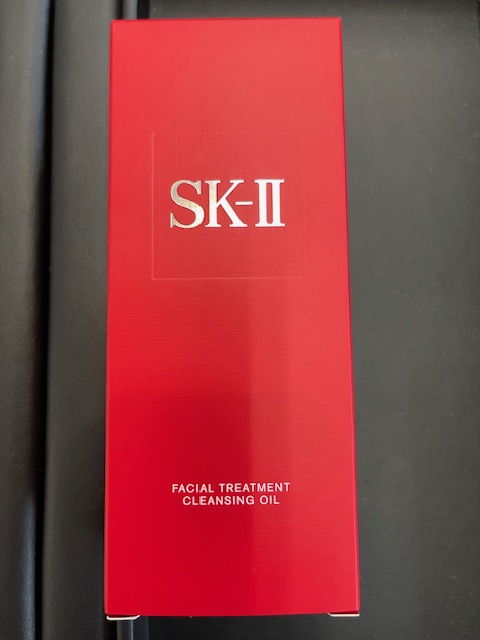 SK-II
FACIAL TREATMENT
CLEANSING OIL